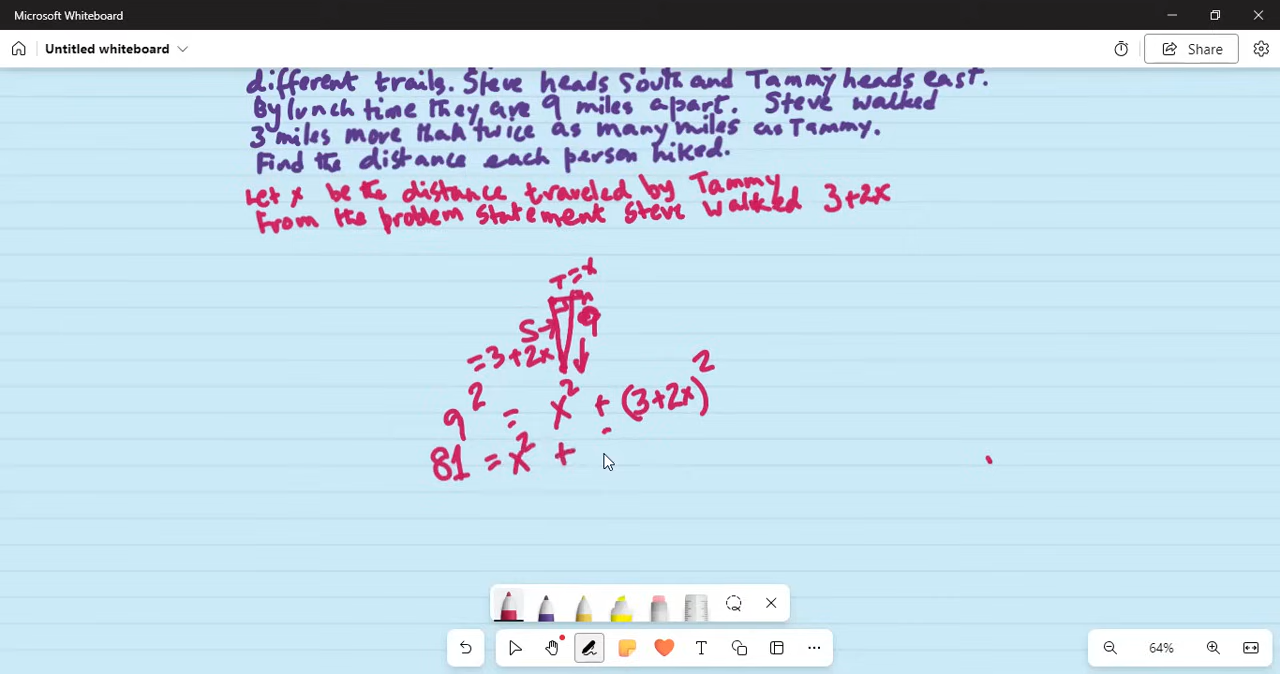 Microsoft Whiteboard
Untitled whiteboard
Share
different trails. Steve heads South and Tammy heads east.
By lunch time they are 9 miles apart. Steve walked
3 miles more than twice as many miles as Tammy.
Find the distance each person hiked.
Let x be the distance traveled by Tammy
From the problem statement Steve walked 3+2x
T = x
S → 9
= 3 + 2x
9² = x² + (3+2x)²
81 = x² +
64%